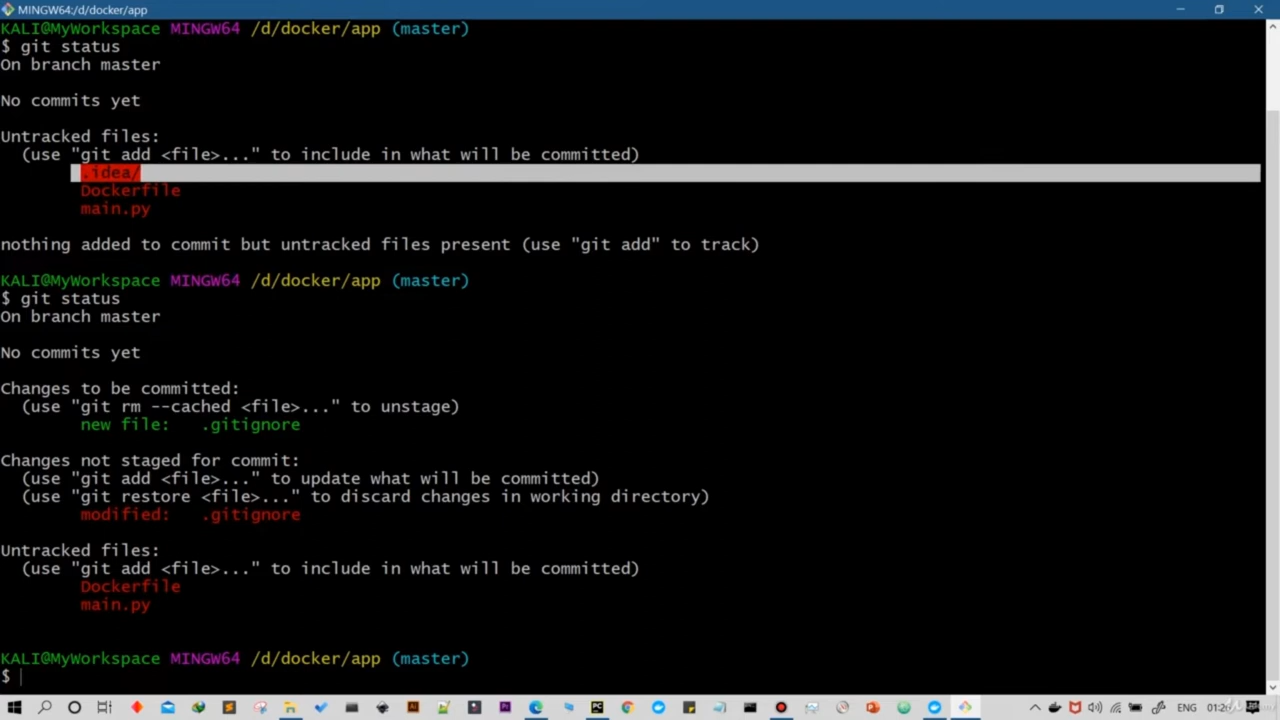 MINGW64:/d/docker/app
KALI@MyWorkspace MINGW64 /d/docker/app (master)
$ git status
On branch master
No commits yet
Untracked files:
(use "git add <file>..." to include in what will be committed)
.idea/
Dockerfile
main.py
nothing added to commit but untracked files present (use "git add" to track)
KALI@MyWorkspace MINGW64 /d/docker/app (master)
$ git status
On branch master
No commits yet
Changes to be committed:
(use "git rm --cached <file>..." to unstage)
new file:   .gitignore
Changes not staged for commit:
(use "git add <file>..." to update what will be committed)
(use "git restore <file>..." to discard changes in working directory)
modified:   .gitignore
Untracked files:
(use "git add <file>..." to include in what will be committed)
Dockerfile
main.py
KALI@MyWorkspace MINGW64 /d/docker/app (master)
$
ENG